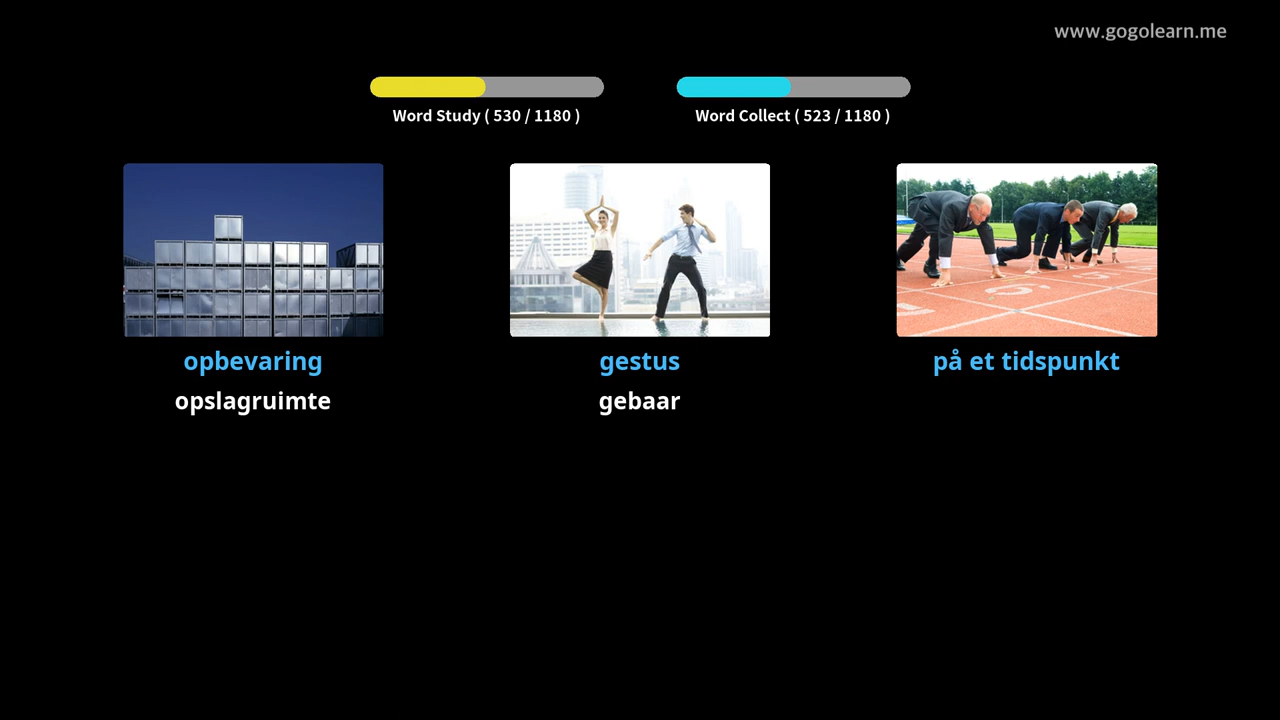 www.gogolearn.me
Word Study ( 530 / 1180 )
Word Collect ( 523 / 1180 )
opbevaring
gestus
på et tidspunkt
opslagruimte
gebaar